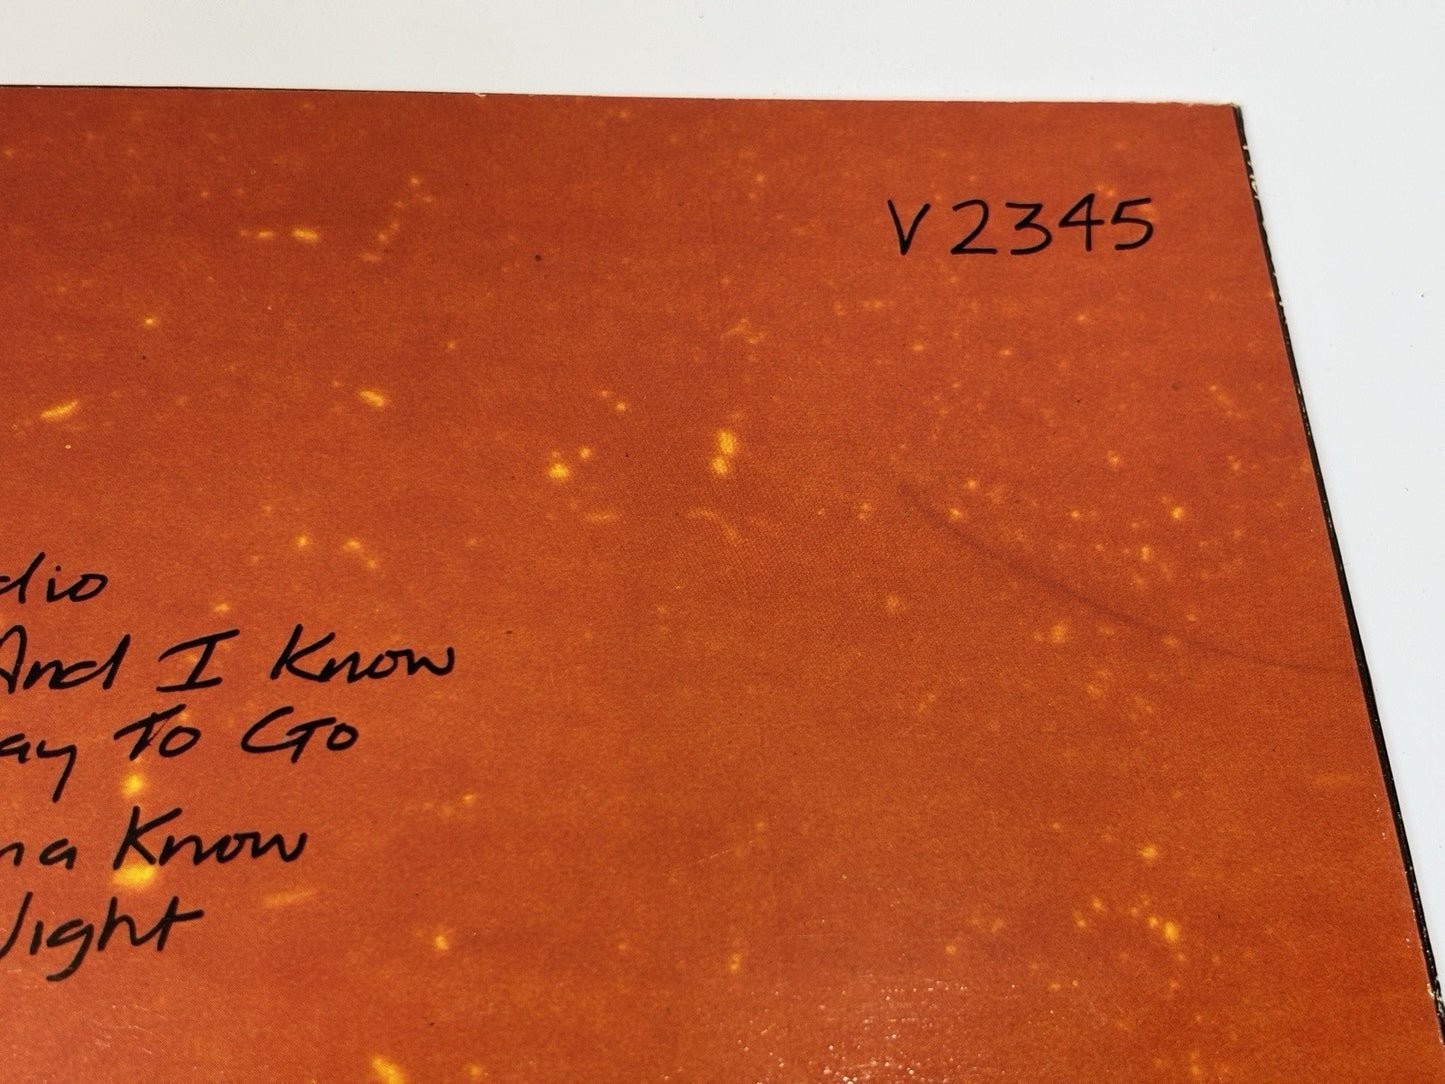 V2345
dio
And I Know
ay To Go
na Know
Night